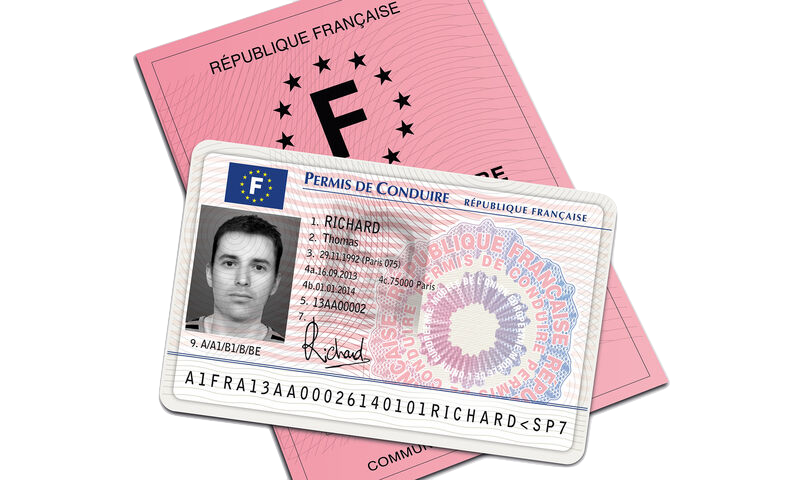 RÉPUBLIQUE FRANÇAISE
F
F
PERMIS DE CONDUIRE RÉPUBLIQUE FRANÇAISE
1. RICHARD
2. Thomas
3. 29.11.1992 (Paris 075)
4a.16.09.2013 4c.75000 Paris
4b.01.01.2014
5. 13AA00002
7.
Richard
9. A/A1/B1/B/BE
RÉPUBLIQUE FRANÇAISE
PERMIS DE CONDUIRE
A1FRA13AA00026140101RICHARD<SP7